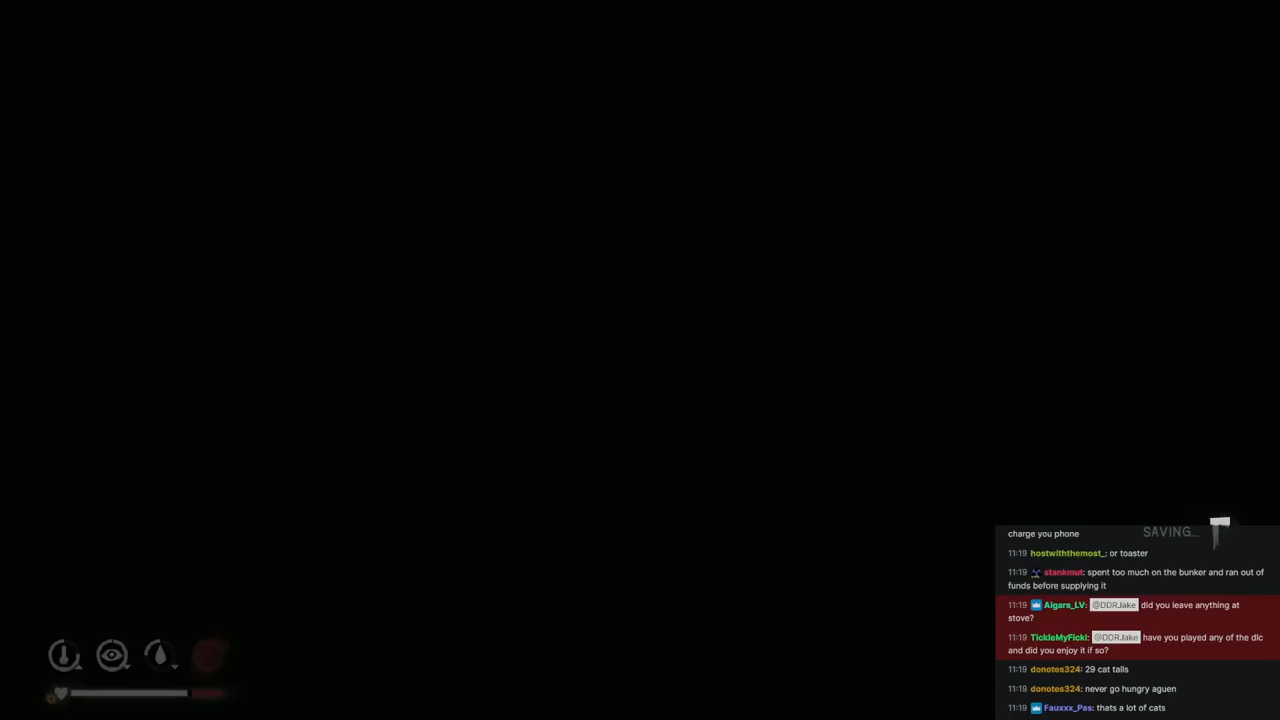 charge you phone
SAVING...
11:19 hostwiththemost_: or toaster
11:19 stankmut: spent too much on the bunker and ran out of
funds before supplying it
11:19 Aigars_LV: @DDRJake did you leave anything at
stove?
11:19 TickleMyFicki: @DDRJake have you played any of the dlc
and did you enjoy it if so?
11:19 donotes324: 29 cat tails
11:19 donotes324: never go hungry aguen
11:19 Fauxxx_Pas: thats a lot of cats